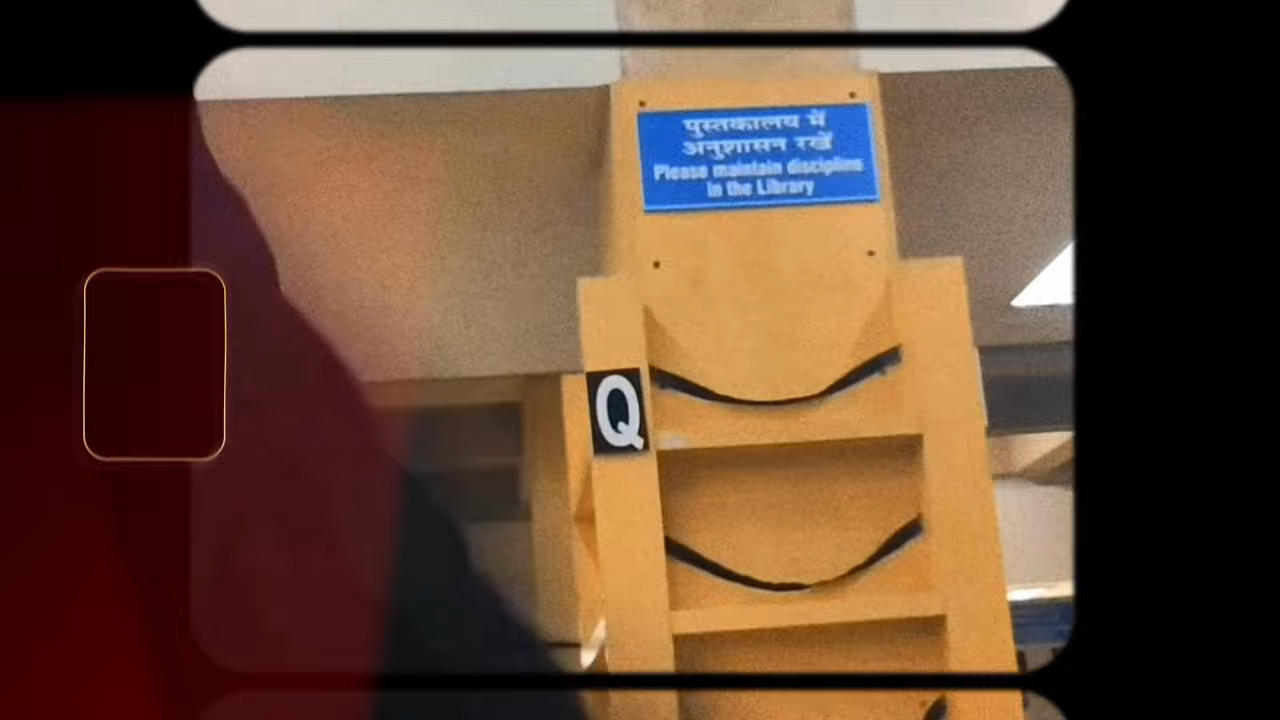 पुस्तकालय में
अनुशासन रखें
Please maintain discipline
in the Library
Q